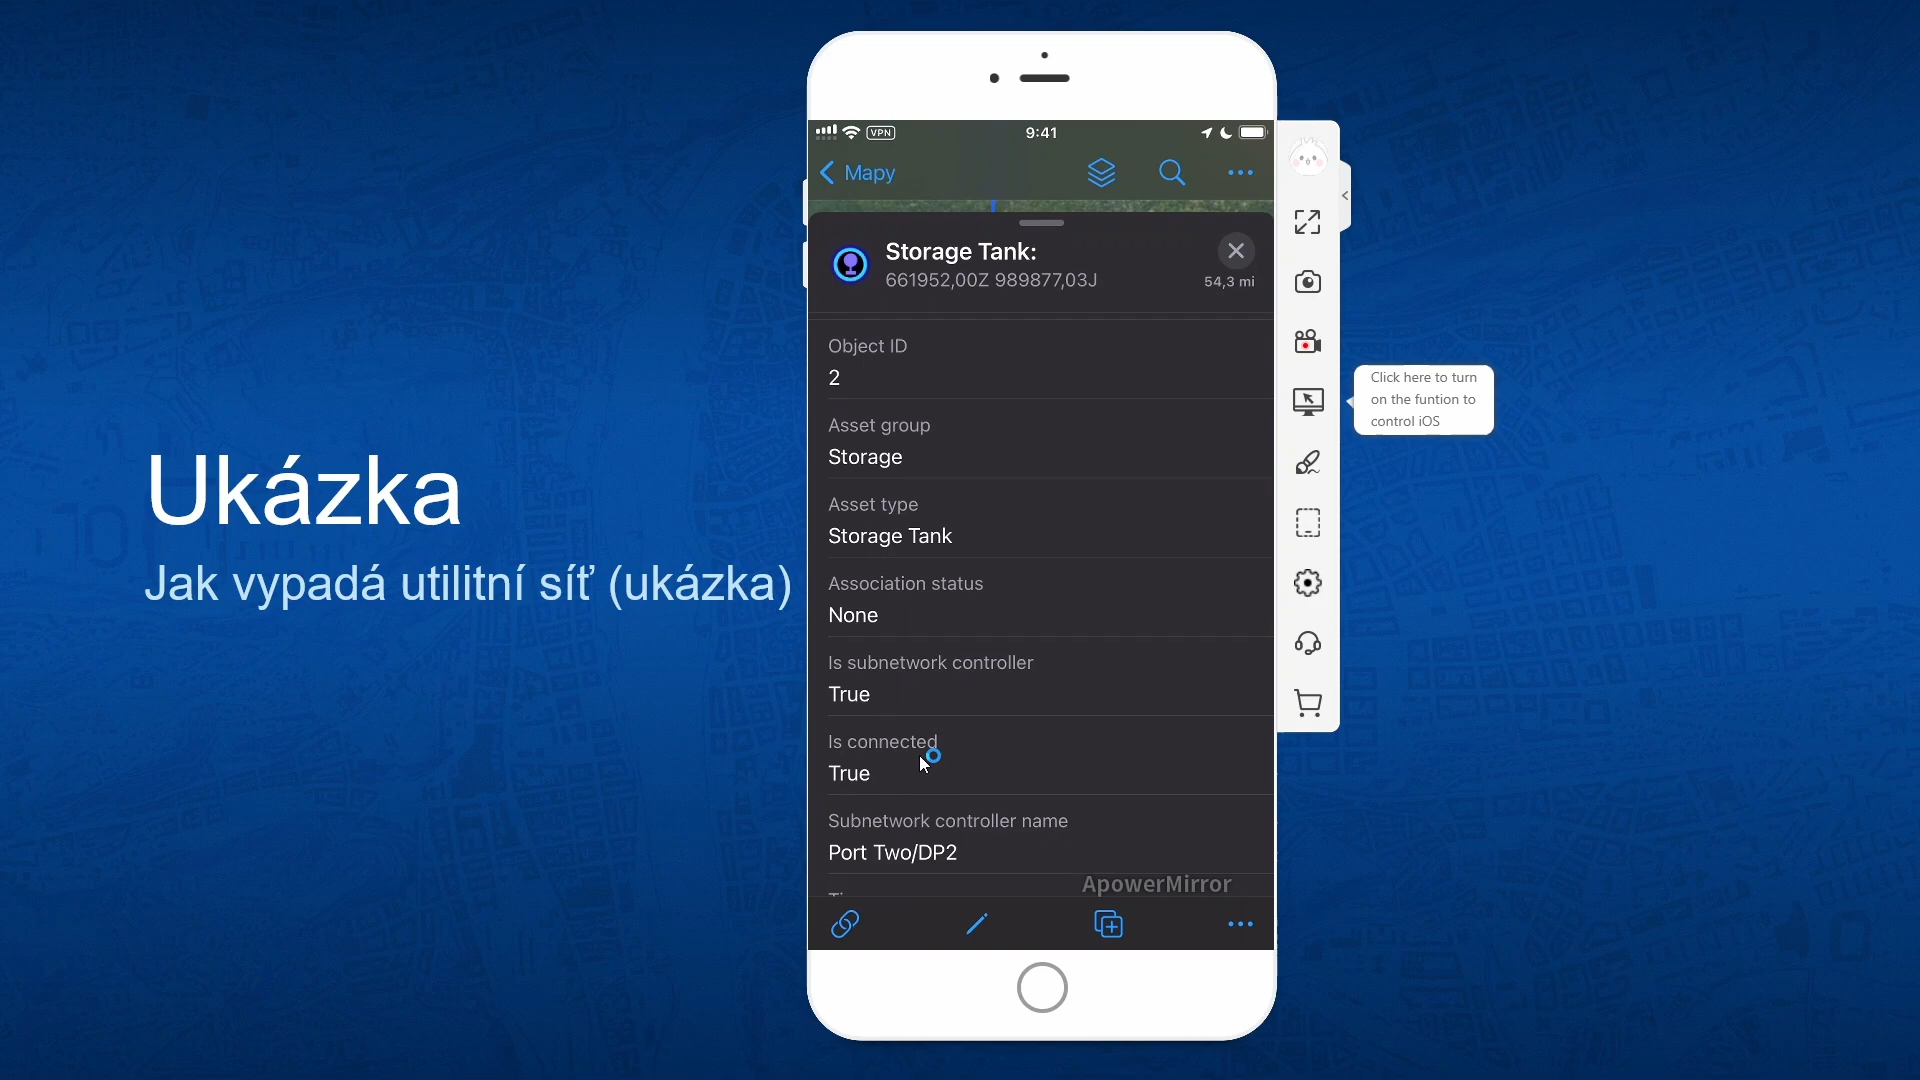 Ukázka
Jak vypadá utilitní síť (ukázka)
VPN
9:41
Mapy
Storage Tank:
661952,00Z 989877,03J
54,3 mi
Object ID
2
Asset group
Storage
Asset type
Storage Tank
Association status
None
Is subnetwork controller
True
Is connected
True
Subnetwork controller name
Port Two/DP2
ApowerMirror
Click here to turn
on the funtion to
control iOS